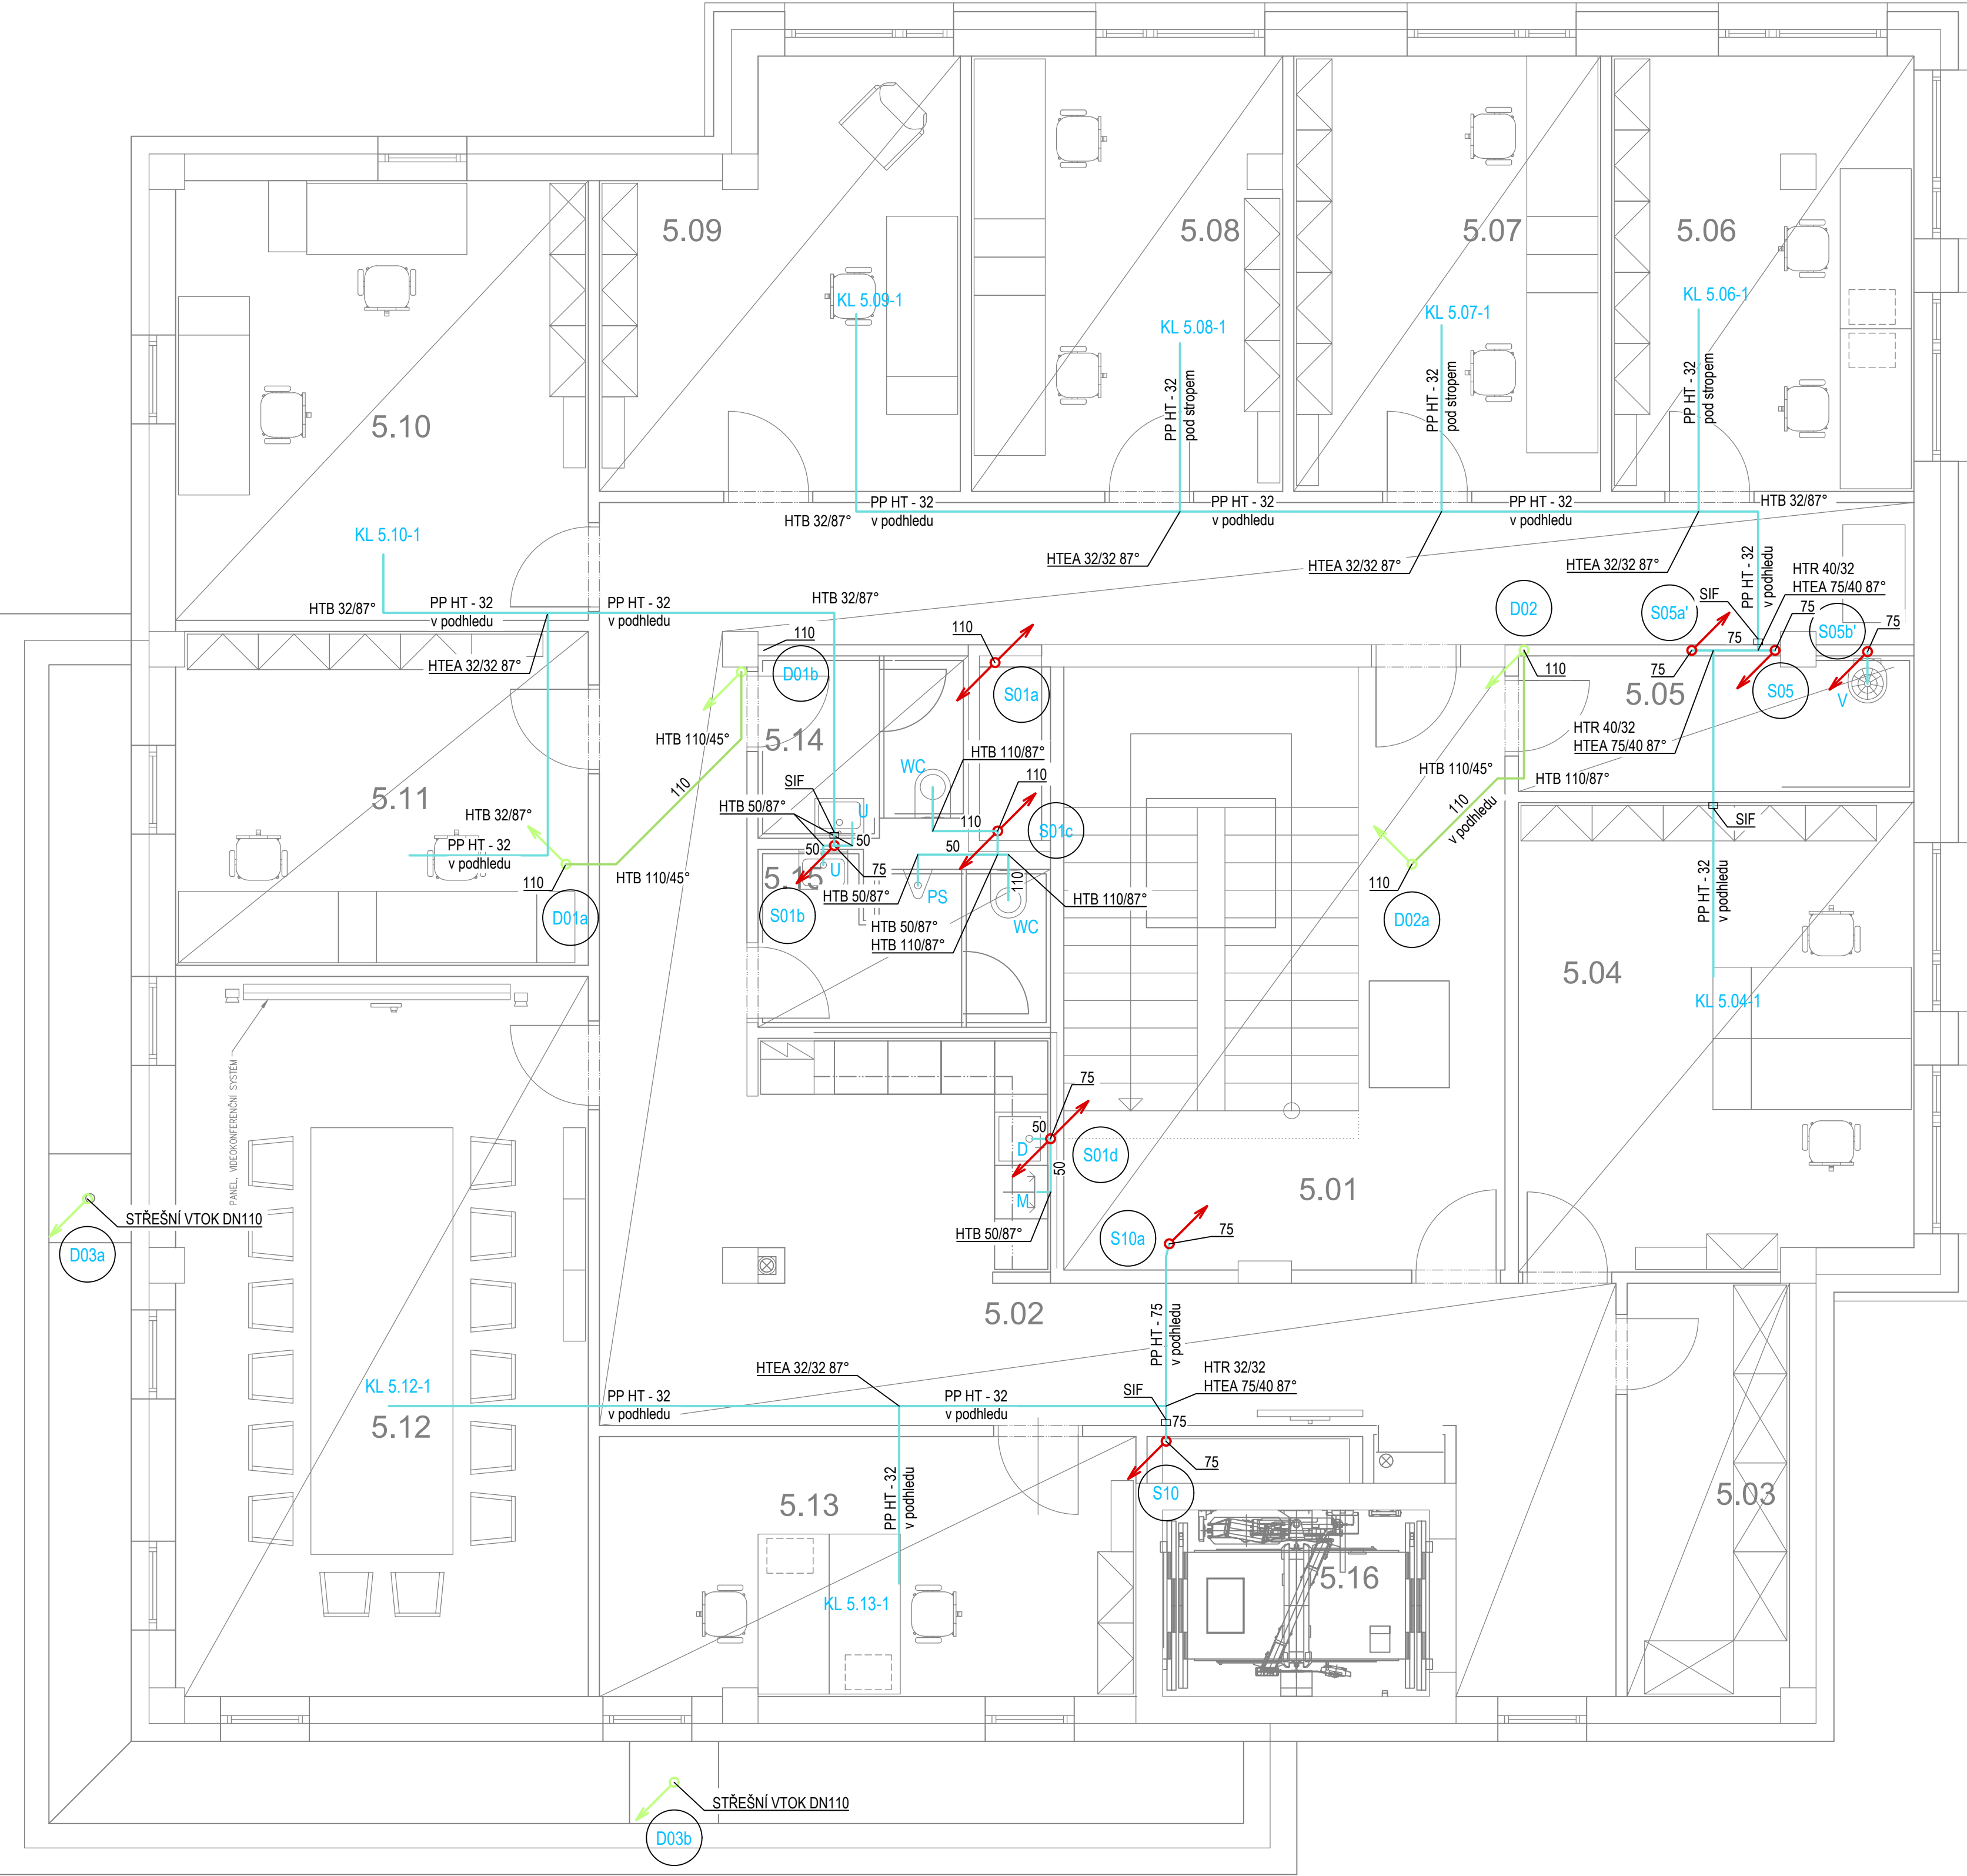 5.09
5.08
5.07
5.06
KL 5.09-1
KL 5.08-1
KL 5.07-1
KL 5.06-1
PP HT - 32
pod stropem
PP HT - 32
pod stropem
PP HT - 32
pod stropem
5.10
KL 5.10-1
PP HT - 32
v podhledu
HTB 32/87°
PP HT - 32
v podhledu
PP HT - 32
v podhledu
HTB 32/87°
HTEA 32/32 87°
HTEA 32/32 87°
HTEA 32/32 87°
PP HT - 32
v podhledu
HTR 40/32
HTEA 75/40 87°
HTB 32/87°
PP HT - 32
v podhledu
PP HT - 32
v podhledu
HTB 32/87°
HTEA 32/32 87°
110
D01b
110
S01a
D02
110
S05a'
SIF
75
75
75
S05b'
75
S05
V
5.05
HTR 40/32
HTEA 75/40 87°
HTB 110/45°
5.14
WC
HTB 110/87°
110
HTB 110/45°
HTB 110/87°
110
v podhledu
110
SIF
HTB 50/87°
U
50
50
110
S01c
SIF
5.11
HTB 32/87°
PP HT - 32
v podhledu
110
HTB 110/45°
D01a
5.15
U
75
50
110
HTB 50/87°
PS
HTB 110/87°
S01b
HTB 50/87°
HTB 110/87°
WC
110
D02a
PP HT - 32
v podhledu
5.04
KL 5.04-1
PANEL, VIDEOKONFERENČNÍ SYSTÉM
75
50
D
S01d
50
M
HTB 50/87°
5.01
S10a
75
STŘEŠNÍ VTOK DN110
D03a
5.02
PP HT - 75
v podhledu
HTEA 32/32 87°
HTR 32/32
HTEA 75/40 87°
KL 5.12-1
5.12
PP HT - 32
v podhledu
PP HT - 32
v podhledu
SIF
75
75
S10
PP HT - 32
v podhledu
5.13
KL 5.13-1
5.16
5.03
STŘEŠNÍ VTOK DN110
D03b